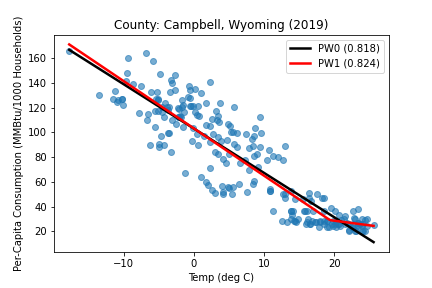 County: Campbell, Wyoming (2019)
Per-Capita Consumption (MMBtu/1000 Households)
160
140
120
100
80
60
40
20
PW0 (0.818)
PW1 (0.824)
−10 0 10 20
Temp (deg C)